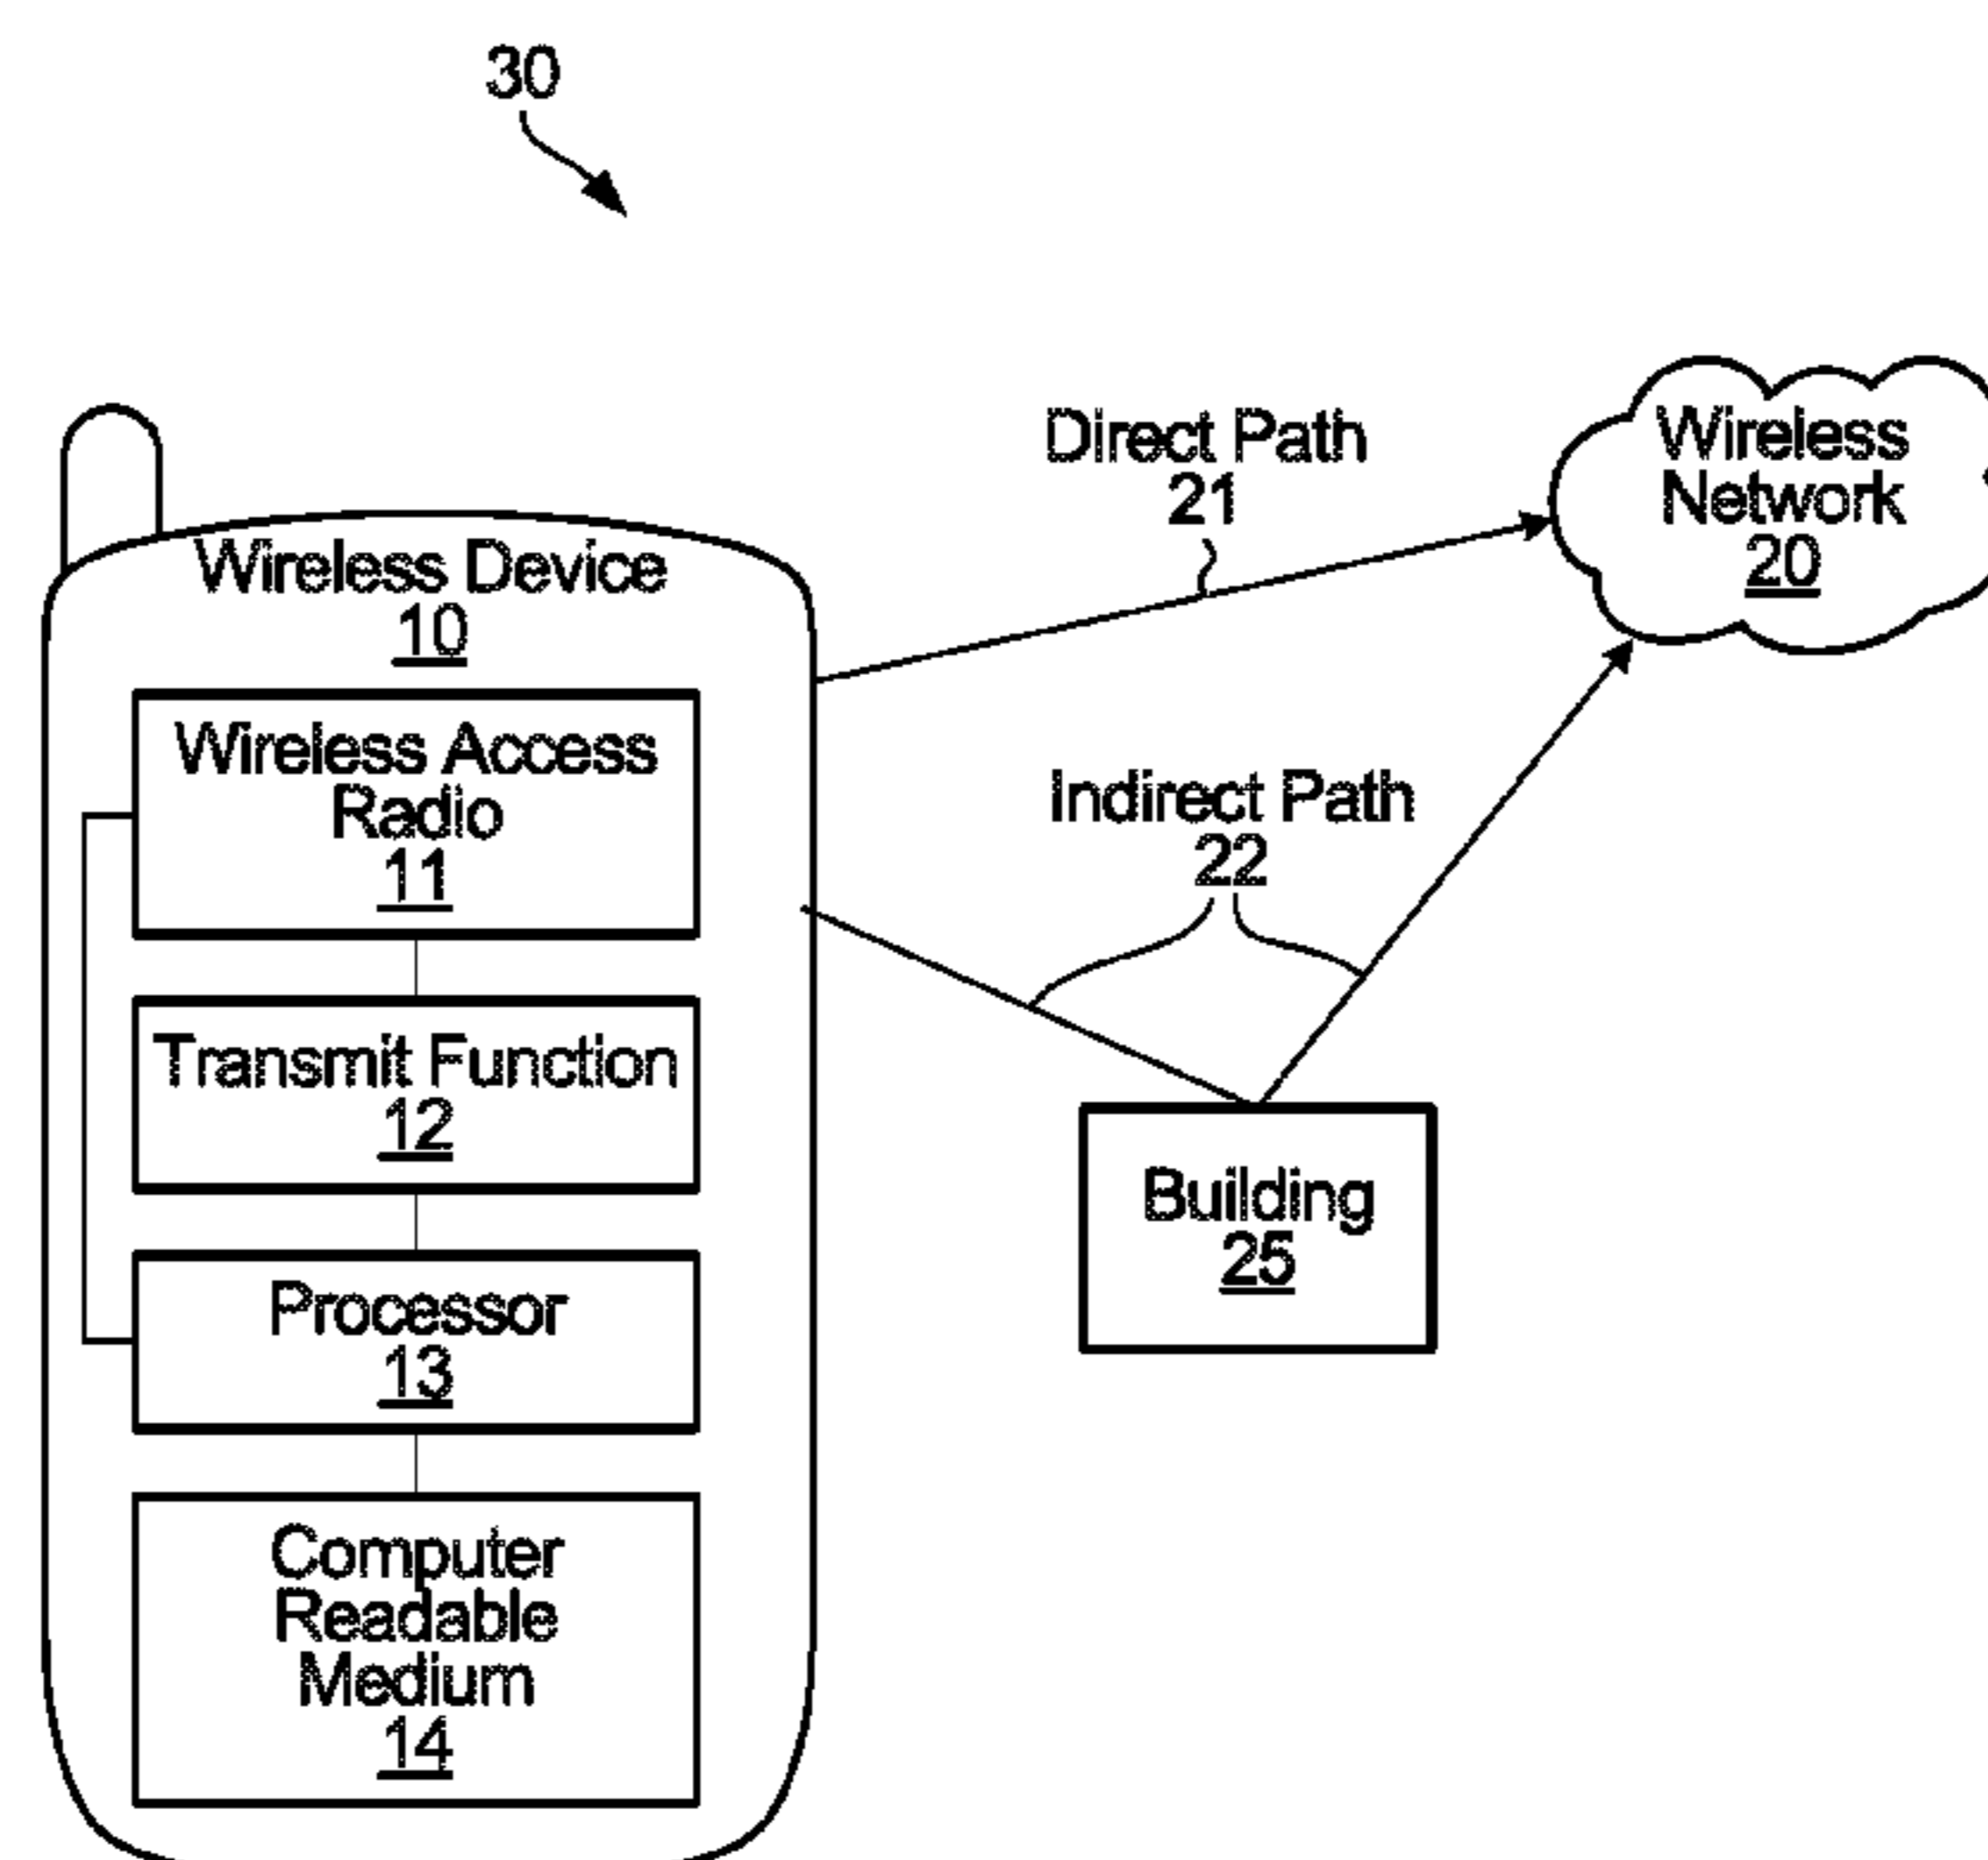 30
Direct Path
21
Wireless
Network
20
Wireless Device
10
Wireless Access
Radio
11
Indirect Path
22
Transmit Function
12
Building
25
Processor
13
Computer
Readable
Medium
14